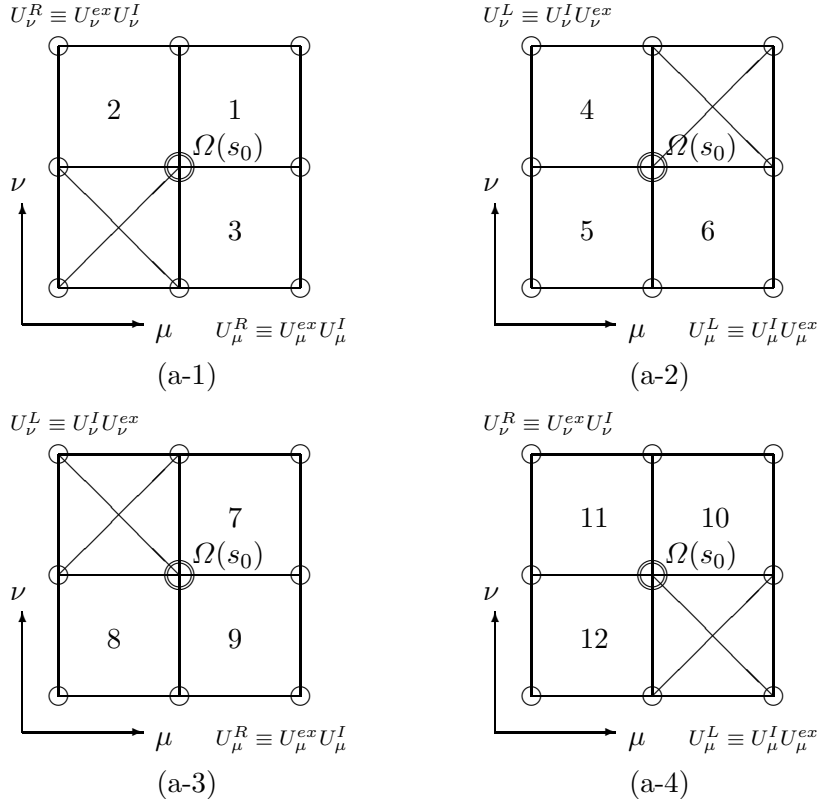 U_ν^R ≡ U_ν^{ex} U_ν^I
2 1
Ω(s_0)
ν
3
μ U_μ^R ≡ U_μ^{ex} U_μ^I
(a-1)
U_ν^L ≡ U_ν^I U_ν^{ex}
4
Ω(s_0)
ν
5 6
μ U_μ^L ≡ U_μ^I U_μ^{ex}
(a-2)
U_ν^L ≡ U_ν^I U_ν^{ex}
7
Ω(s_0)
ν
8 9
μ U_μ^R ≡ U_μ^{ex} U_μ^I
(a-3)
U_ν^R ≡ U_ν^{ex} U_ν^I
11 10
Ω(s_0)
ν
12
μ U_μ^L ≡ U_μ^I U_μ^{ex}
(a-4)